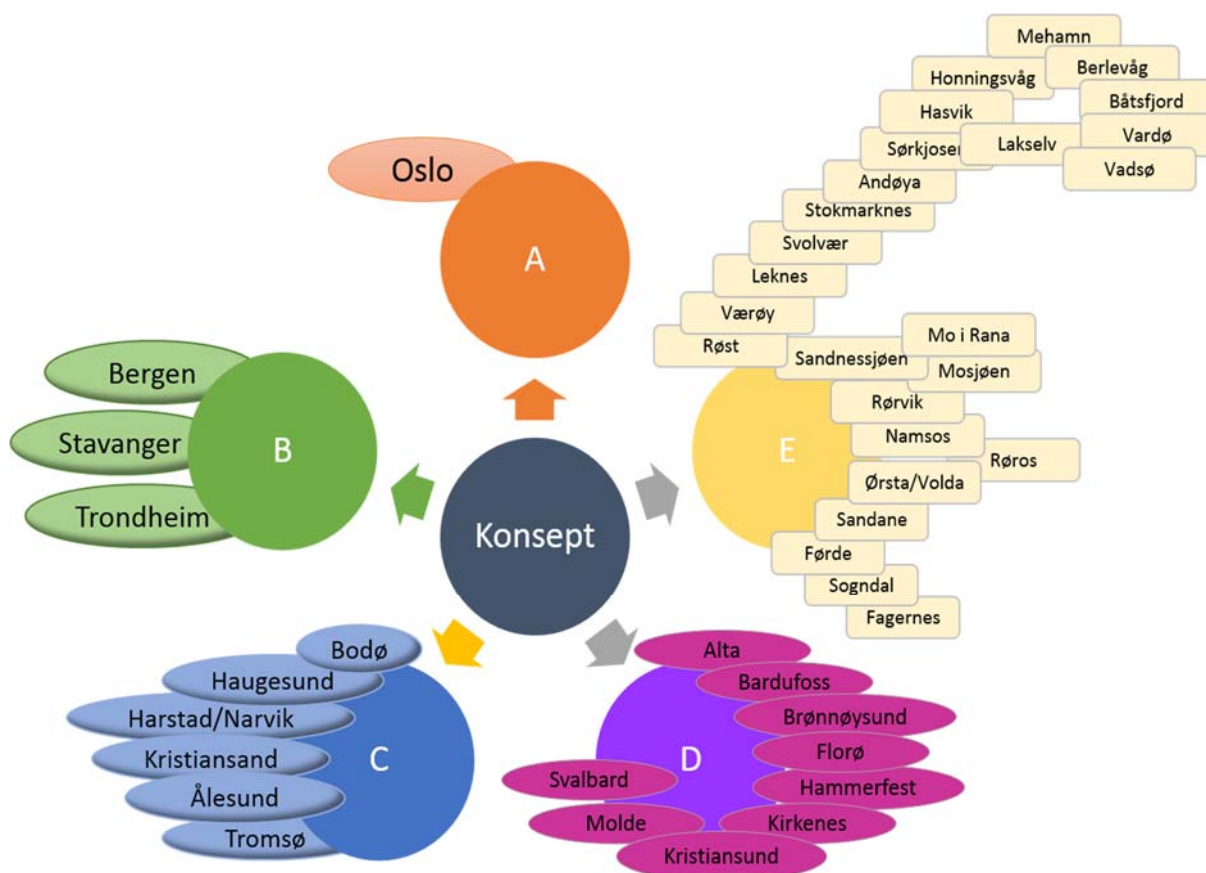 Mehamn
Berlevåg
Honningsvåg
Båtsfjord
Hasvik
Vardø
Lakselv
Sørkjosen
Vadsø
Andøya
Stokmarknes
Svolvær
Leknes
Værøy
Røst
Oslo
A
Mo i Rana
Sandnessjøen
Mosjøen
Rørvik
Namsos
Røros
Ørsta/Volda
Sandane
Førde
Sogndal
Fagernes
E
Bergen
Stavanger
Trondheim
B
Konsept
Bodø
Haugesund
Harstad/Narvik
Kristiansand
Ålesund
Tromsø
C
Alta
Bardufoss
Brønnøysund
Florø
Hammerfest
Kirkenes
Kristiansund
Molde
Svalbard
D